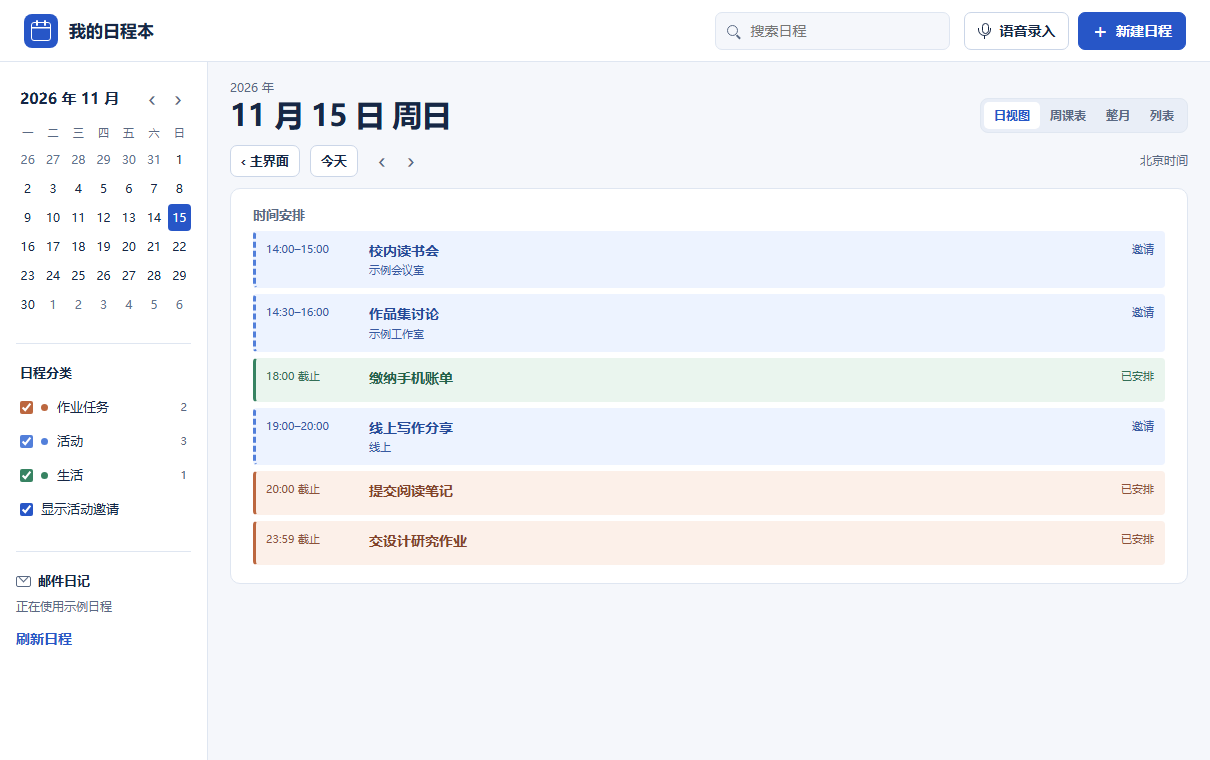 我的日程本
搜索日程
语音录入
+ 新建日程
2026 年 11 月 ‹ ›
一 二 三 四 五 六 日
26 27 28 29 30 31 1
2 3 4 5 6 7 8
9 10 11 12 13 14 15
16 17 18 19 20 21 22
23 24 25 26 27 28 29
30 1 2 3 4 5 6
日程分类
作业任务 2
活动 3
生活 1
显示活动邀请
邮件日记
正在使用示例日程
刷新日程
2026 年
11 月 15 日 周日
日视图 周课表 整月 列表
‹ 主界面 今天 ‹ ›
北京时间
时间安排
14:00–15:00 校内读书会 邀请
示例会议室
14:30–16:00 作品集讨论 邀请
示例工作室
18:00 截止 缴纳手机账单 已安排
19:00–20:00 线上写作分享 邀请
线上
20:00 截止 提交阅读笔记 已安排
23:59 截止 交设计研究作业 已安排